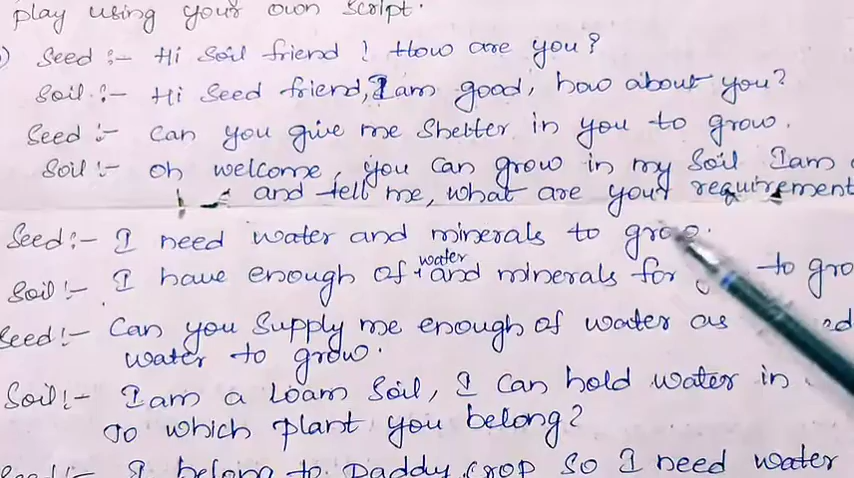 play using your own script.
) Seed :- Hi Soil friend ! How are you?
Soil :- Hi Seed friend, I am good, how about you?
Seed :- Can you give me Shelter in you to grow.
Soil :- Oh welcome, you can grow in my Soil I am
and tell me, what are your requirement
Seed :- I need water and minerals to grow.
Soil :- I have enough of water and minerals for to gro
Seed :- Can you Supply me enough of water as
water to grow.
Soil :- I am a Loam Soil, I can hold water in
To which plant you belong?
I belong to paddy crop so I need water